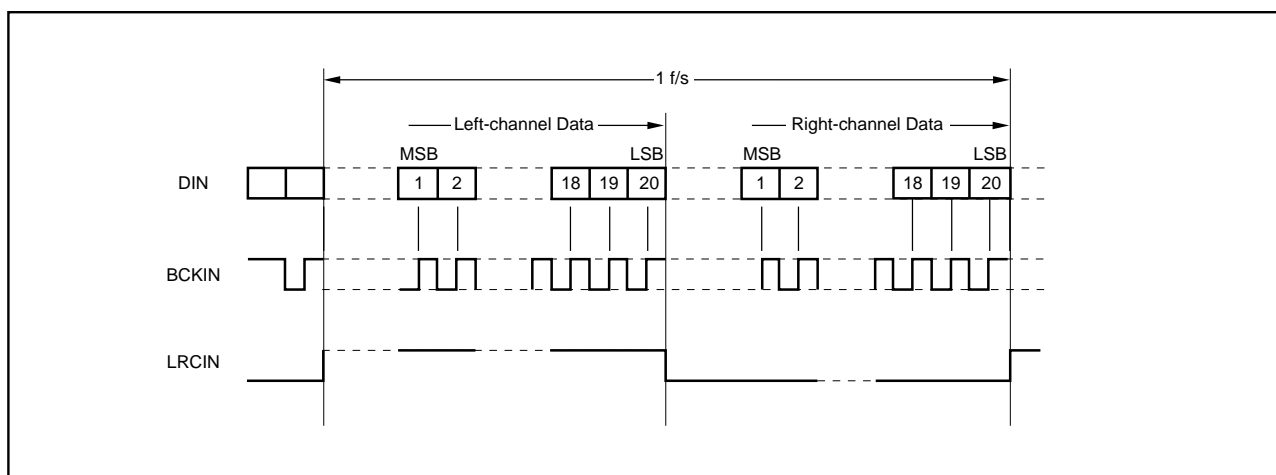 1 f/s
Left-channel Data
Right-channel Data
MSB LSB MSB LSB
DIN 1 2 18 19 20 1 2 18 19 20
BCKIN
LRCIN